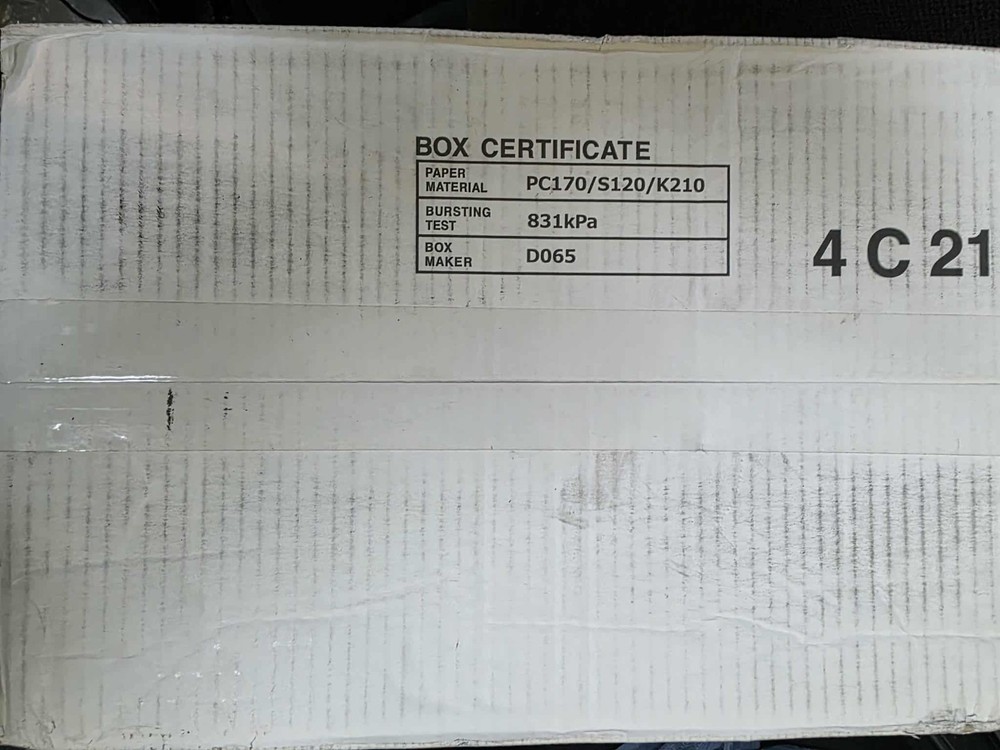 BOX CERTIFICATE
PAPER
MATERIAL
PC170/S120/K210
BURSTING
TEST
831kPa
BOX
MAKER
D065
4 C 21